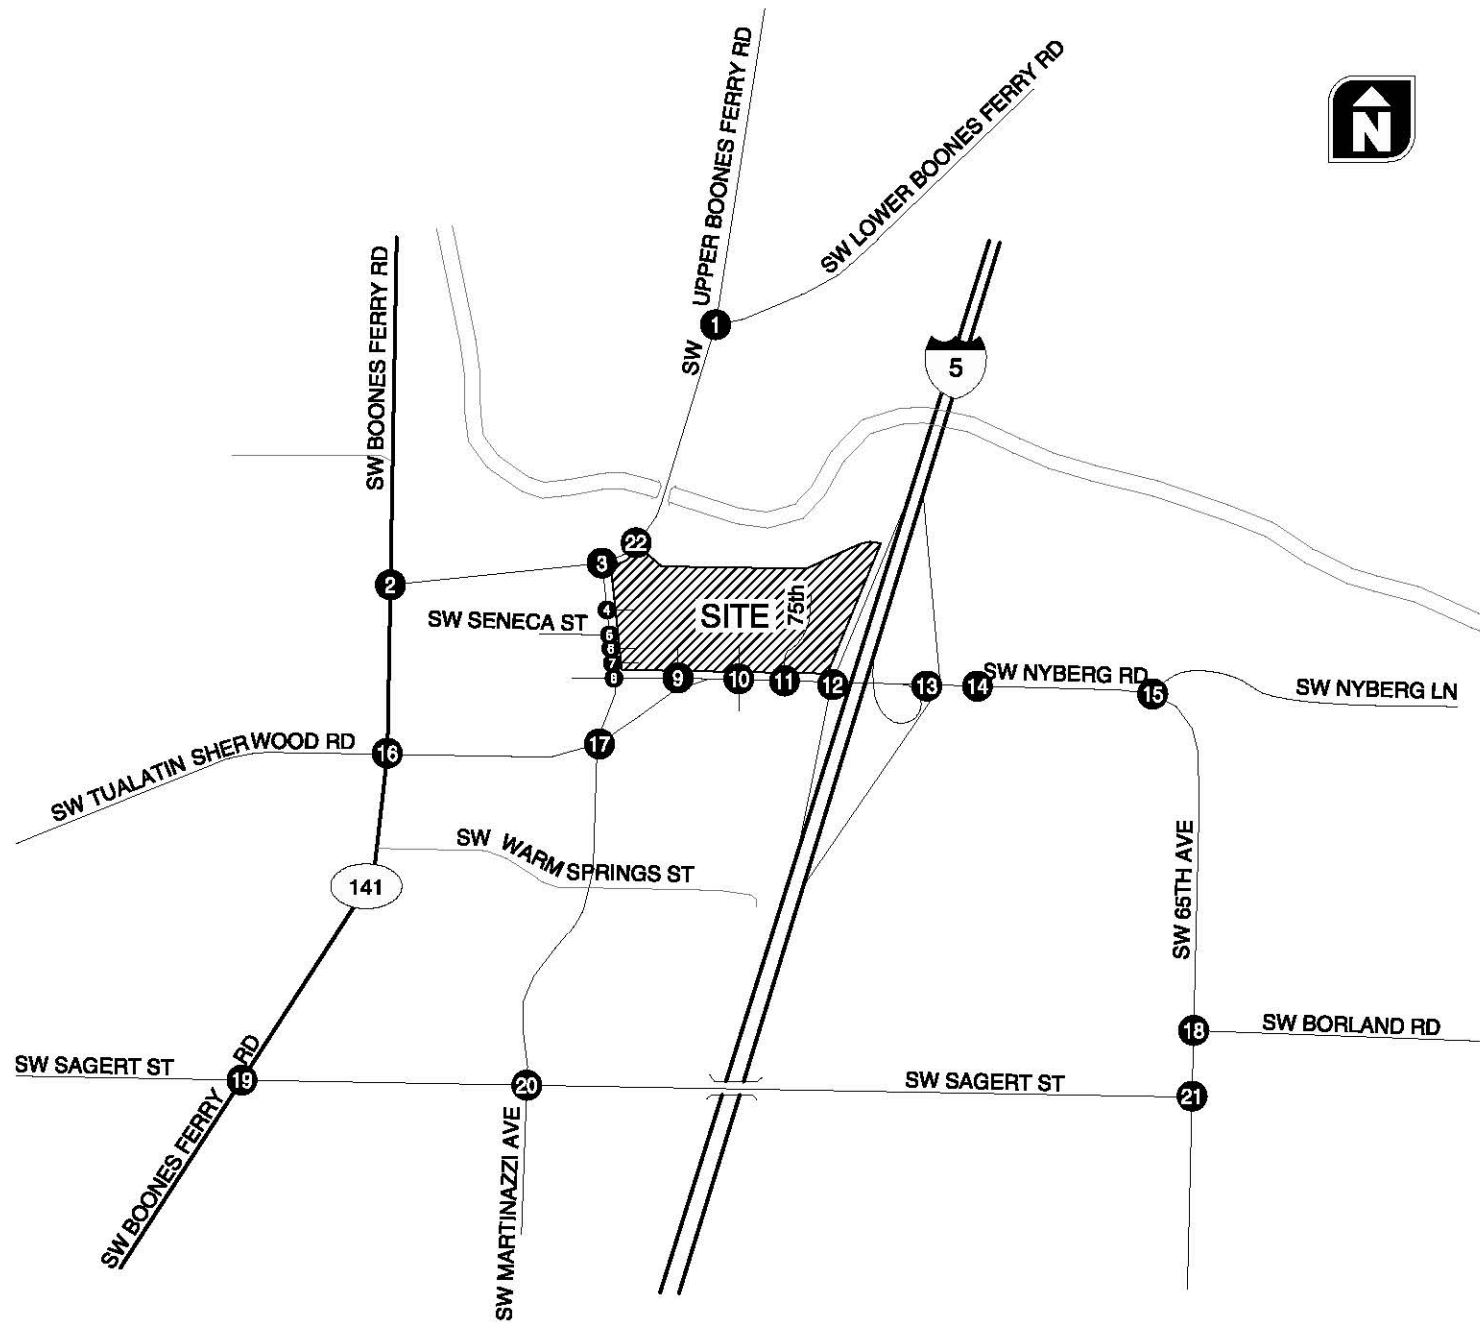 UPPER BOONES FERRY RD
SW
SW LOWER BOONES FERRY RD
N
SW BOONES FERRY RD
1
5
22
3
2
4
SITE
75th
SW SENECA ST
6
7
8
9
10
11
12
13
14
SW NYBERG RD
15
SW NYBERG LN
17
16
SW TUALATIN SHERWOOD RD
SW WARM SPRINGS ST
141
SW 65TH AVE
18
SW BORLAND RD
SW SAGERT ST
19
20
SW SAGERT ST
21
SW BOONES FERRY RD
SW MARTINAZZI AVE